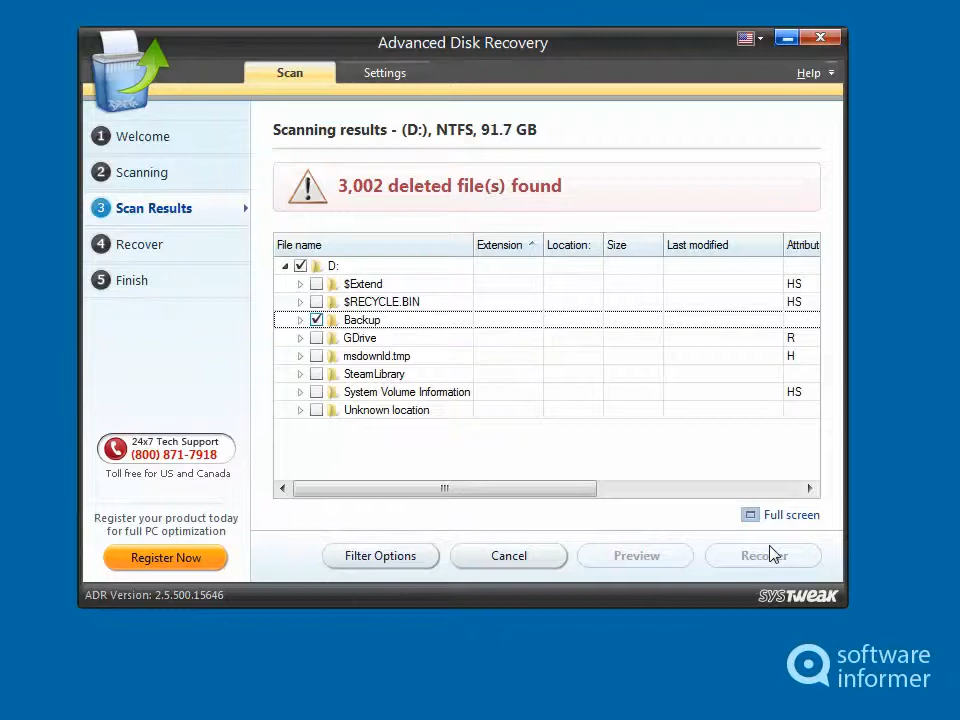 Advanced Disk Recovery
Scan
Settings
Help
1 Welcome
2 Scanning
3 Scan Results
4 Recover
5 Finish
Scanning results - (D:), NTFS, 91.7 GB
3,002 deleted file(s) found
File name Extension Location: Size Last modified Attribut
D:
$Extend HS
$RECYCLE.BIN HS
Backup
GDrive R
msdownld.tmp H
SteamLibrary
System Volume Information HS
Unknown location
24x7 Tech Support
(800) 871-7918
Toll free for US and Canada
Register your product today
for full PC optimization
Register Now
Full screen
Filter Options
Cancel
Preview
Recover
ADR Version: 2.5.500.15646
SYSTWEAK
software
informer